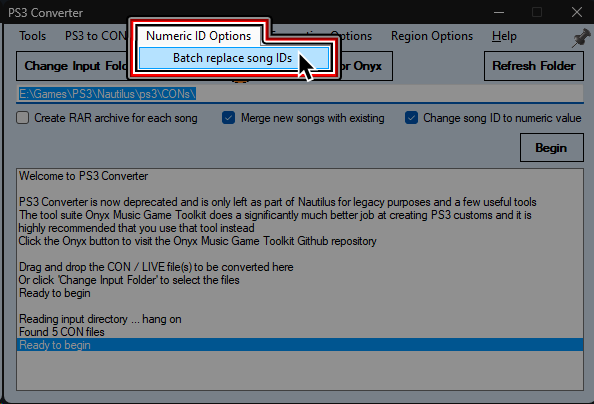 PS3 Converter
Tools PS3 to CON Numeric ID Options Options Region Options Help
Batch replace song IDs
Change Input Onyx Refresh Folder
E:\Games\PS3\Nautilus\ps3\CONs\
Create RAR archive for each song Merge new songs with existing Change song ID to numeric value
Begin
Welcome to PS3 Converter
PS3 Converter is now deprecated and is only left as part of Nautilus for legacy purposes and a few useful tools
The tool suite Onyx Music Game Toolkit does a significantly much better job at creating PS3 customs and it is
highly recommended that you use that tool instead
Click the Onyx button to visit the Onyx Music Game Toolkit Github repository
Drag and drop the CON / LIVE file(s) to be converted here
Or click 'Change Input Folder' to select the files
Ready to begin
Reading input directory ... hang on
Found 5 CON files
Ready to begin